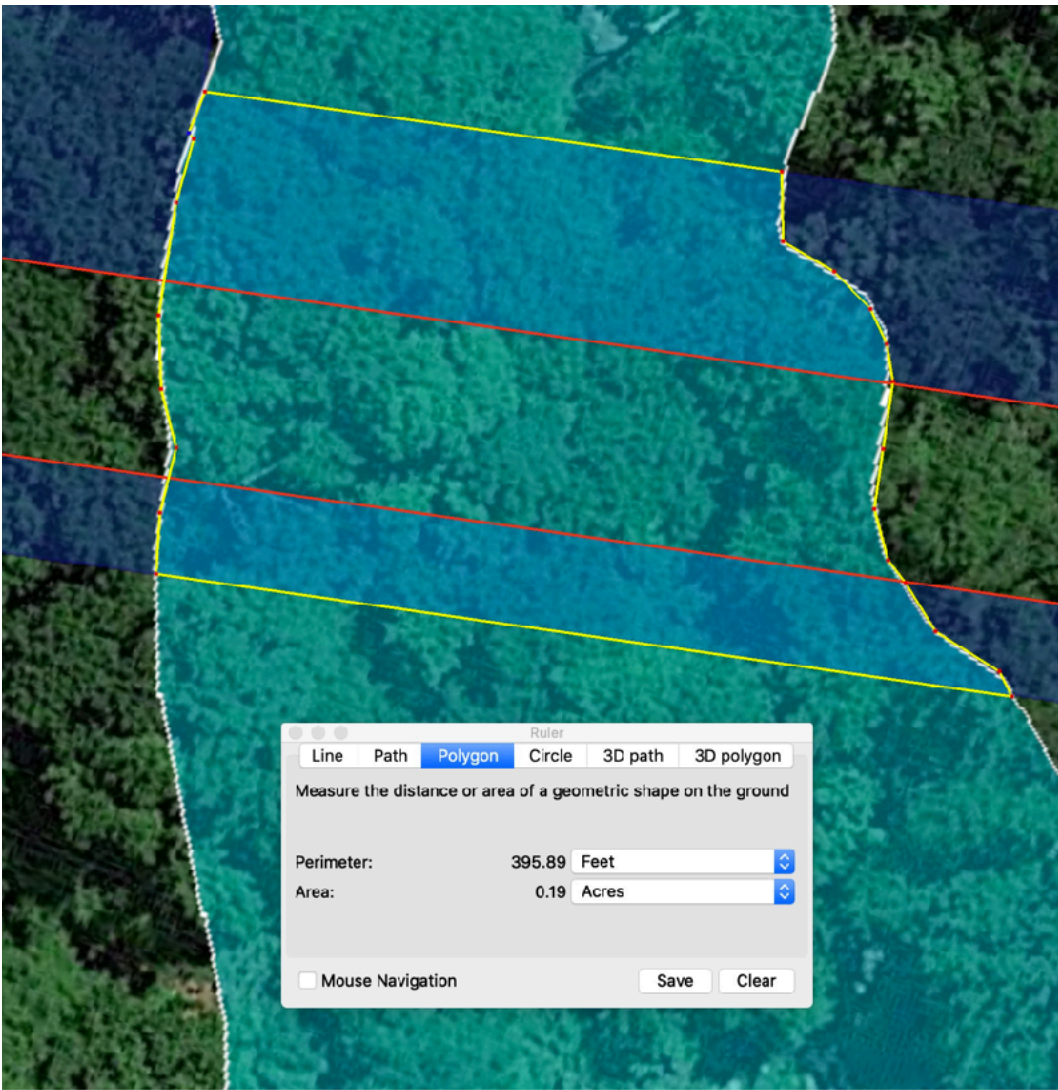 Ruler
Line Path Polygon Circle 3D path 3D polygon
Measure the distance or area of a geometric shape on the ground
Perimeter: 395.89 Feet
Area: 0.19 Acres
Mouse Navigation Save Clear